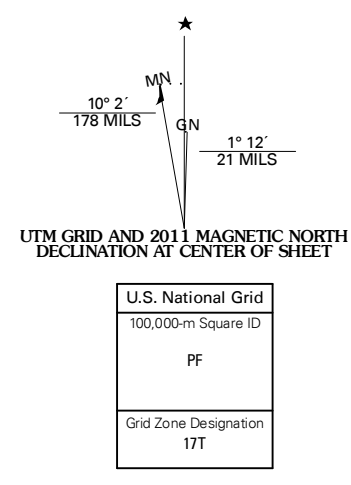 MN
10° 2´
178 MILS
GN
1° 12´
21 MILS
UTM GRID AND 2011 MAGNETIC NORTH
DECLINATION AT CENTER OF SHEET
U.S. National Grid
100,000-m Square ID
PF
Grid Zone Designation
17T